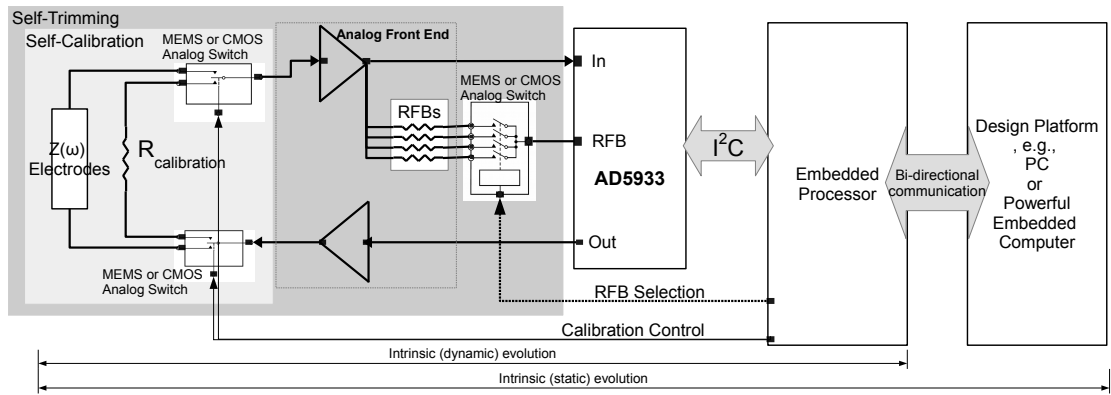 Self-Trimming
Self-Calibration
MEMS or CMOS
Analog Switch
Analog Front End
MEMS or CMOS
Analog Switch
In
RFBs
RFB
AD5933
I²C
Z(ω)
Electrodes
Rcalibration
Embedded
Processor
Bi-directional
communication
Design Platform
, e.g.,
PC
or
Powerful
Embedded
Computer
Out
MEMS or CMOS
Analog Switch
RFB Selection
Calibration Control
Intrinsic (dynamic) evolution
Intrinsic (static) evolution